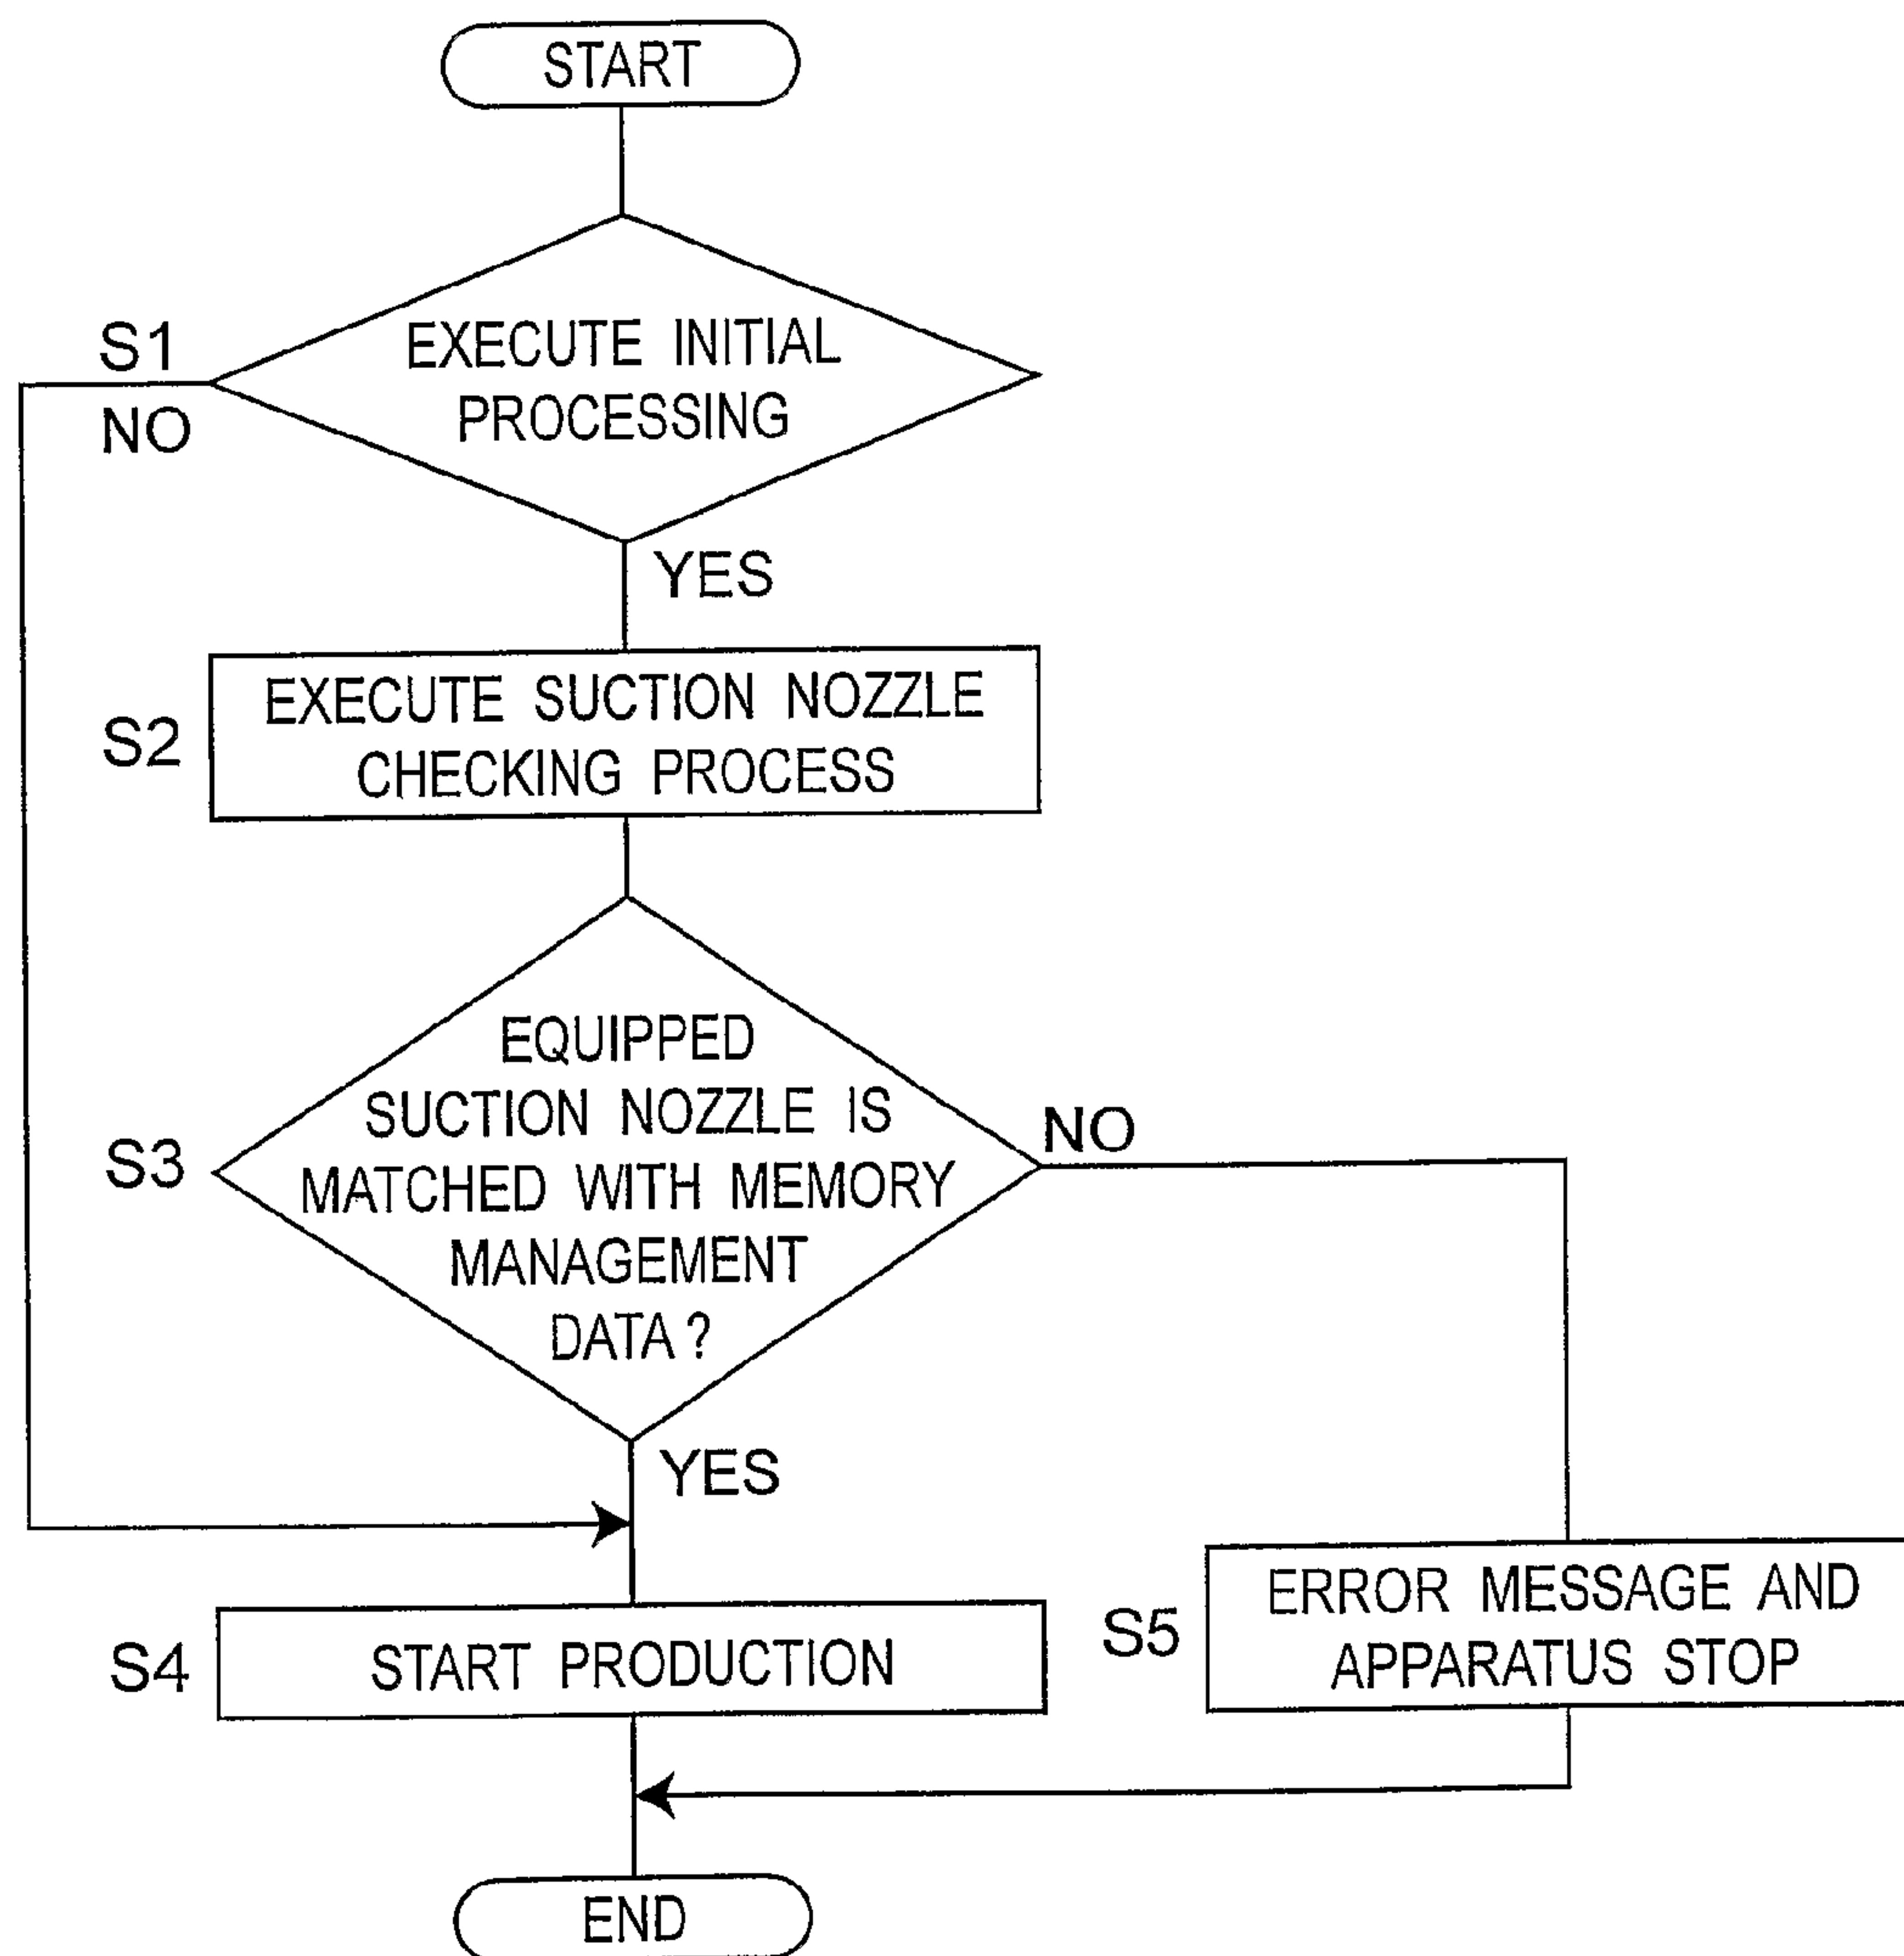 START
S1
NO
EXECUTE INITIAL
PROCESSING
YES
S2
EXECUTE SUCTION NOZZLE
CHECKING PROCESS
S3
EQUIPPED
SUCTION NOZZLE IS
MATCHED WITH MEMORY
MANAGEMENT
DATA ?
NO
YES
S4
START PRODUCTION
S5
ERROR MESSAGE AND
APPARATUS STOP
END